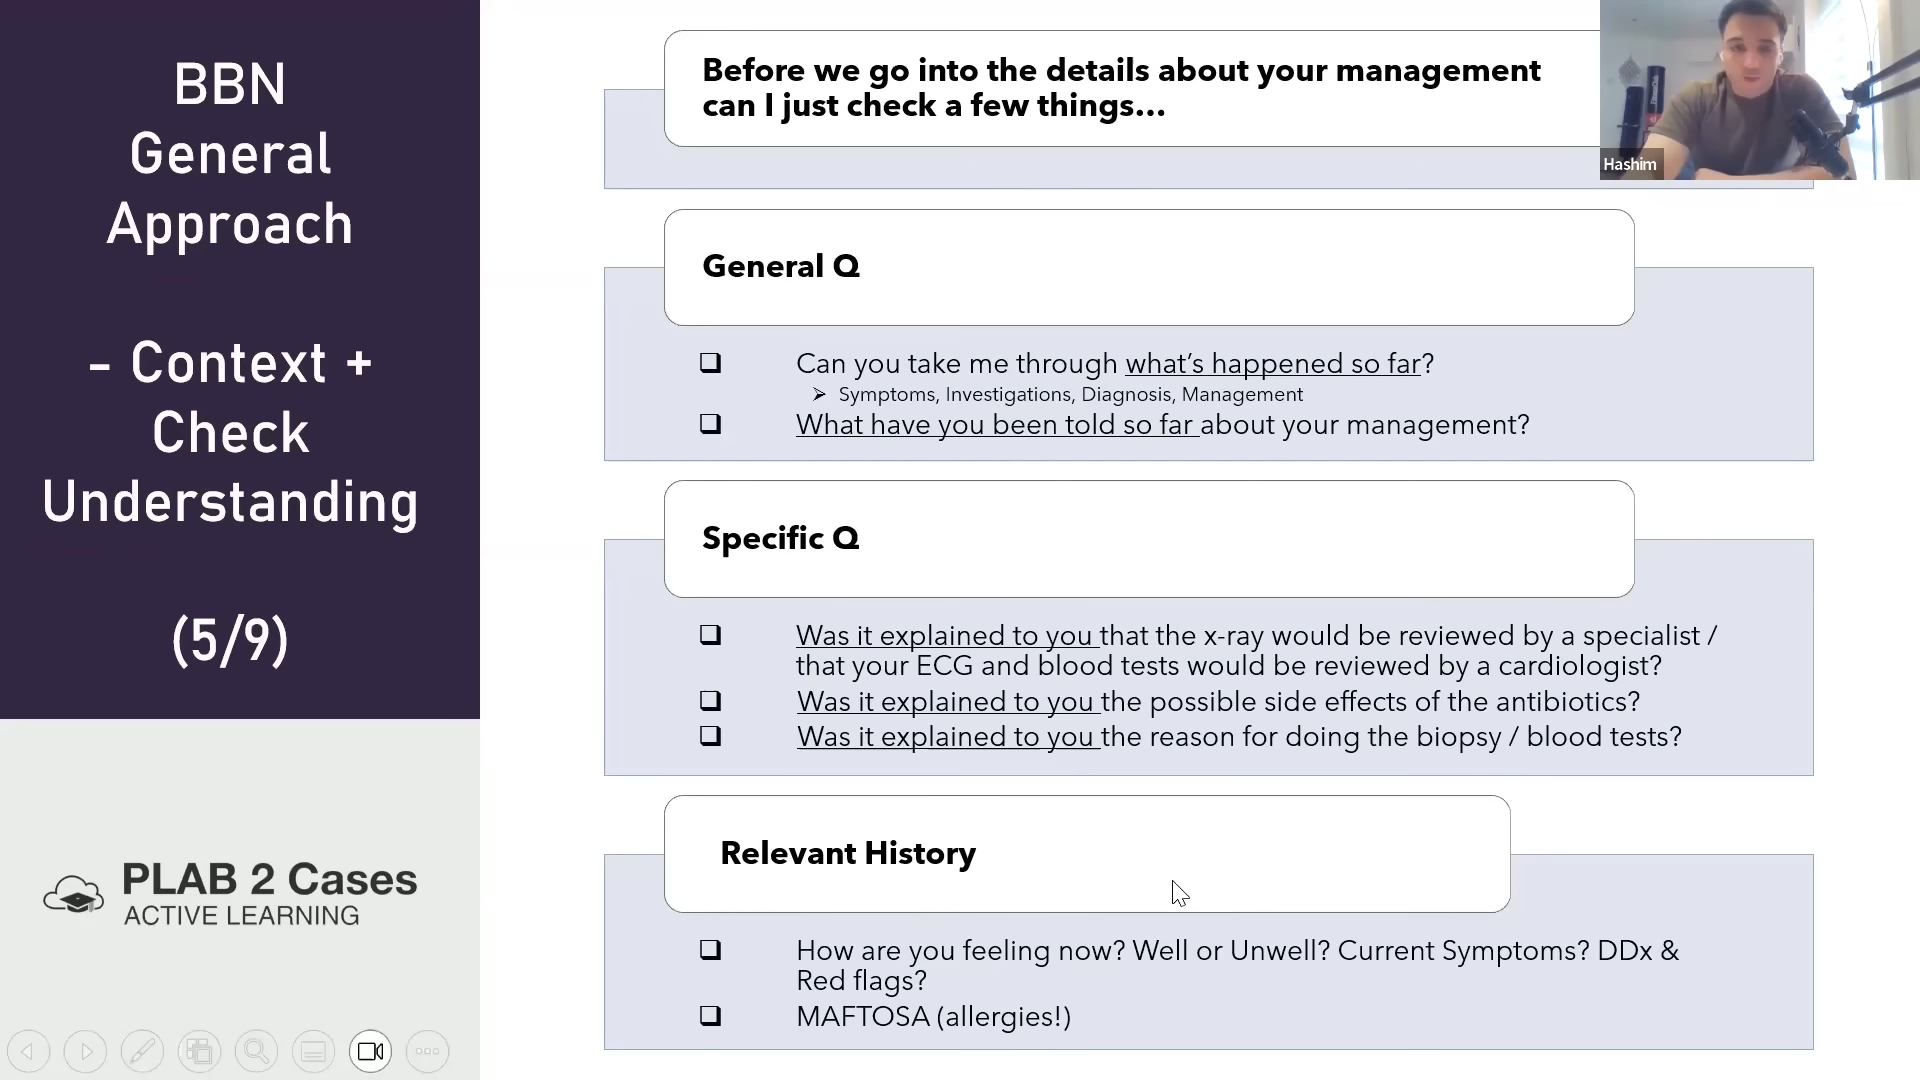 BBN
General
Approach
- Context +
Check
Understanding
(5/9)
PLAB 2 Cases
ACTIVE LEARNING
Before we go into the details about your management
can I just check a few things...
General Q
Can you take me through what's happened so far?
Symptoms, Investigations, Diagnosis, Management
What have you been told so far about your management?
Specific Q
Was it explained to you that the x-ray would be reviewed by a specialist /
that your ECG and blood tests would be reviewed by a cardiologist?
Was it explained to you the possible side effects of the antibiotics?
Was it explained to you the reason for doing the biopsy / blood tests?
Relevant History
How are you feeling now? Well or Unwell? Current Symptoms? DDx &
Red flags?
MAFTOSA (allergies!)
Hashim